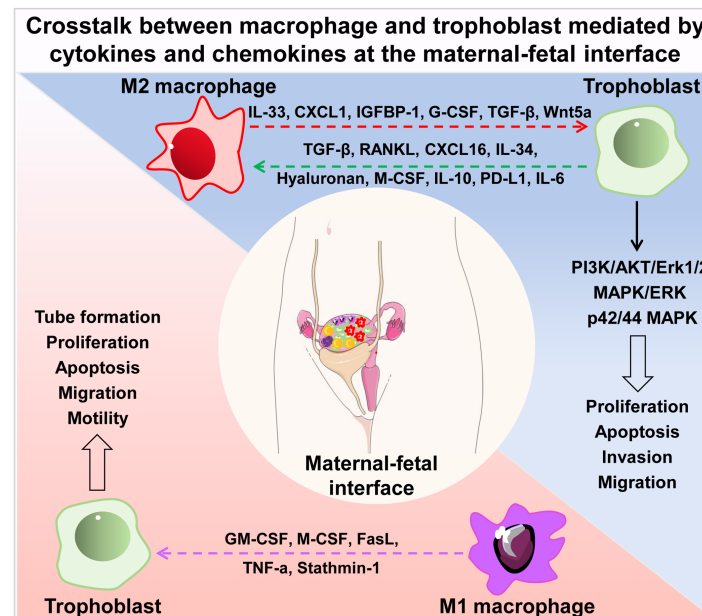 Crosstalk between macrophage and trophoblast mediated by
cytokines and chemokines at the maternal-fetal interface
M2 macrophage
Trophoblast
IL-33, CXCL1, IGFBP-1, G-CSF, TGF-β, Wnt5a
TGF-β, RANKL, CXCL16, IL-34,
Hyaluronan, M-CSF, IL-10, PD-L1, IL-6
PI3K/AKT/Erk1/2
MAPK/ERK
p42/44 MAPK
Proliferation
Apoptosis
Invasion
Migration
Tube formation
Proliferation
Apoptosis
Migration
Motility
Maternal-fetal
interface
GM-CSF, M-CSF, FasL,
TNF-a, Stathmin-1
Trophoblast
M1 macrophage